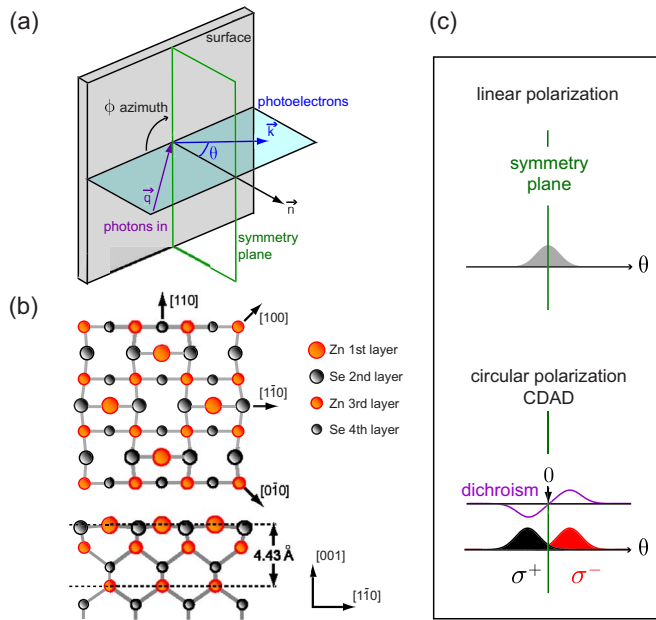 (a)
surface
ϕ azimuth
photoelectrons
k
θ
q
n
photons in
symmetry
plane
(b)
[110]
[100]
[11̄0]
[01̄0]
Zn 1st layer
Se 2nd layer
Zn 3rd layer
Se 4th layer
4.43 Å
[001]
[11̄0]
(c)
linear polarization
symmetry
plane
θ
circular polarization
CDAD
0
dichroism
θ
σ⁺ σ⁻